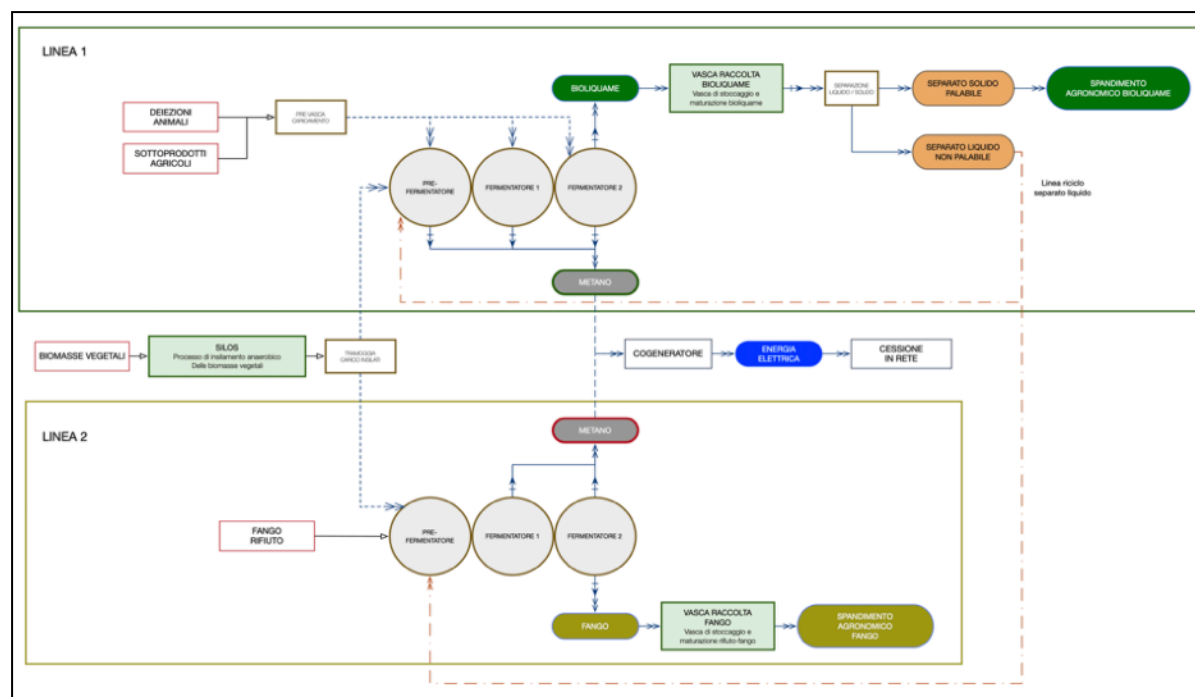 LINEA 1
DEIEZIONI
ANIMALI
SOTTOPRODOTTI
AGRICOLI
PRE VASCA
CARICAMENTO
BIOLIQUAME
VASCA RACCOLTA
BIOLIQUAME
Vasca di stoccaggio e
maturazione bioliquame
SEPARAZIONE
LIQUIDO / SOLIDO
SEPARATO SOLIDO
PALABILE
SPANDIMENTO
AGRONOMICO BIOLIQUAME
SEPARATO LIQUIDO
NON PALABILE
Linea riciclo
separato liquido
PRE-
FERMENTATORE
FERMENTATORE 1
FERMENTATORE 2
METANO
BIOMASSE VEGETALI
SILOS
Processo di insilamento anaerobico
Delle biomasse vegetali
TRAMOGGIA
CARICO INSILATI
COGENERATORE
ENERGIA
ELETTRICA
CESSIONE
IN RETE
LINEA 2
METANO
FANGO
RIFIUTO
PRE-
FERMENTATORE
FERMENTATORE 1
FERMENTATORE 2
FANGO
VASCA RACCOLTA
FANGO
Vasca di stoccaggio e
maturazione rifiuto-fango
SPANDIMENTO
AGRONOMICO
FANGO